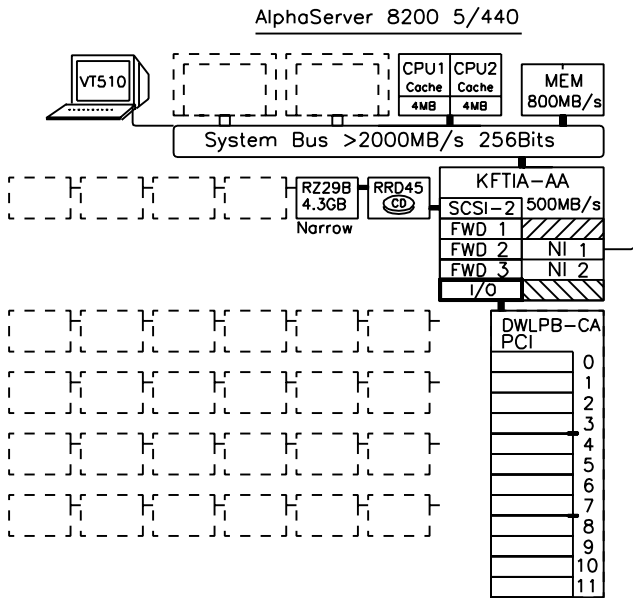 AlphaServer 8200 5/440
VT510
CPU1 CPU2
Cache Cache
4MB 4MB
MEM
800MB/s
System Bus >2000MB/s 256Bits
RZ29B
4.3GB
Narrow
RRD45
CD
KFTIA-AA
SCSI-2 500MB/s
FWD 1
FWD 2 NI 1
FWD 3 NI 2
I/O
DWLPB-CA
PCI
0
1
2
3
4
5
6
7
8
9
10
11